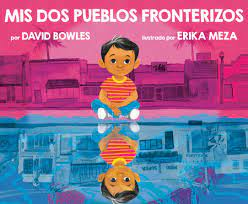 MIS DOS PUEBLOS FRONTERIZOS
por DAVID BOWLES ilustrado por ERIKA MEZA